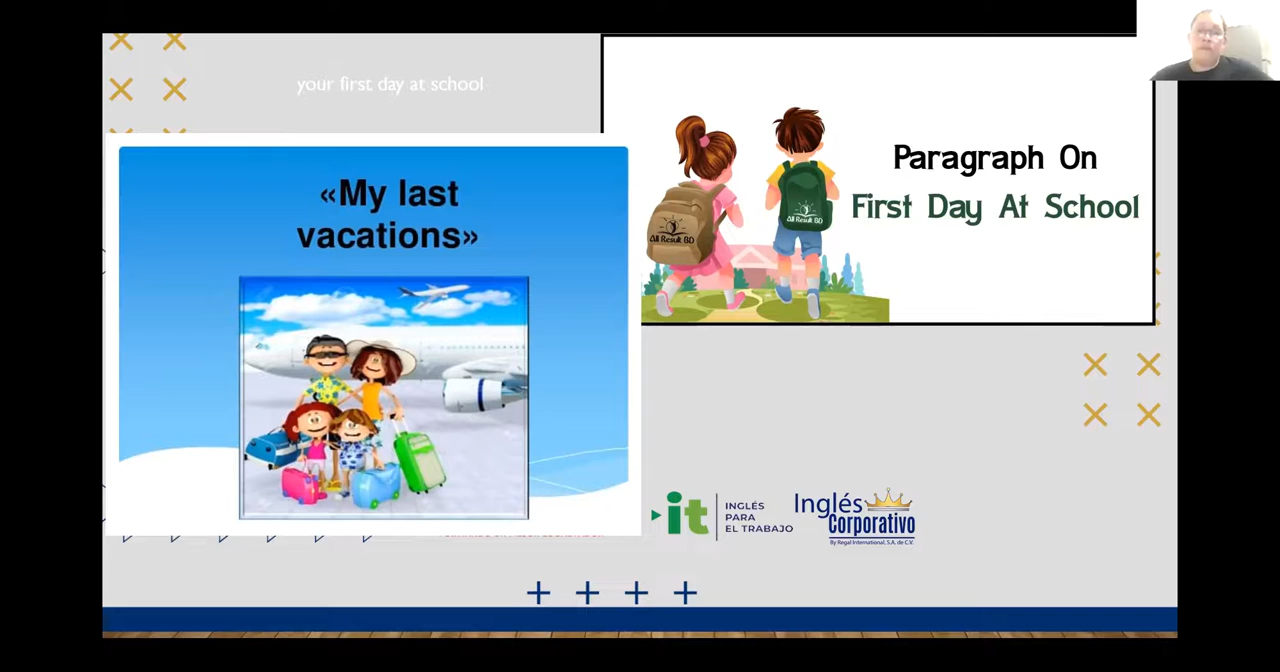 your first day at school
«My last
vacations»
Paragraph On
First Day At School
All Result BD
All Result BD
it
INGLÉS
PARA
EL TRABAJO
Inglés
Corporativo
By Regal International, S.A. de C.V.